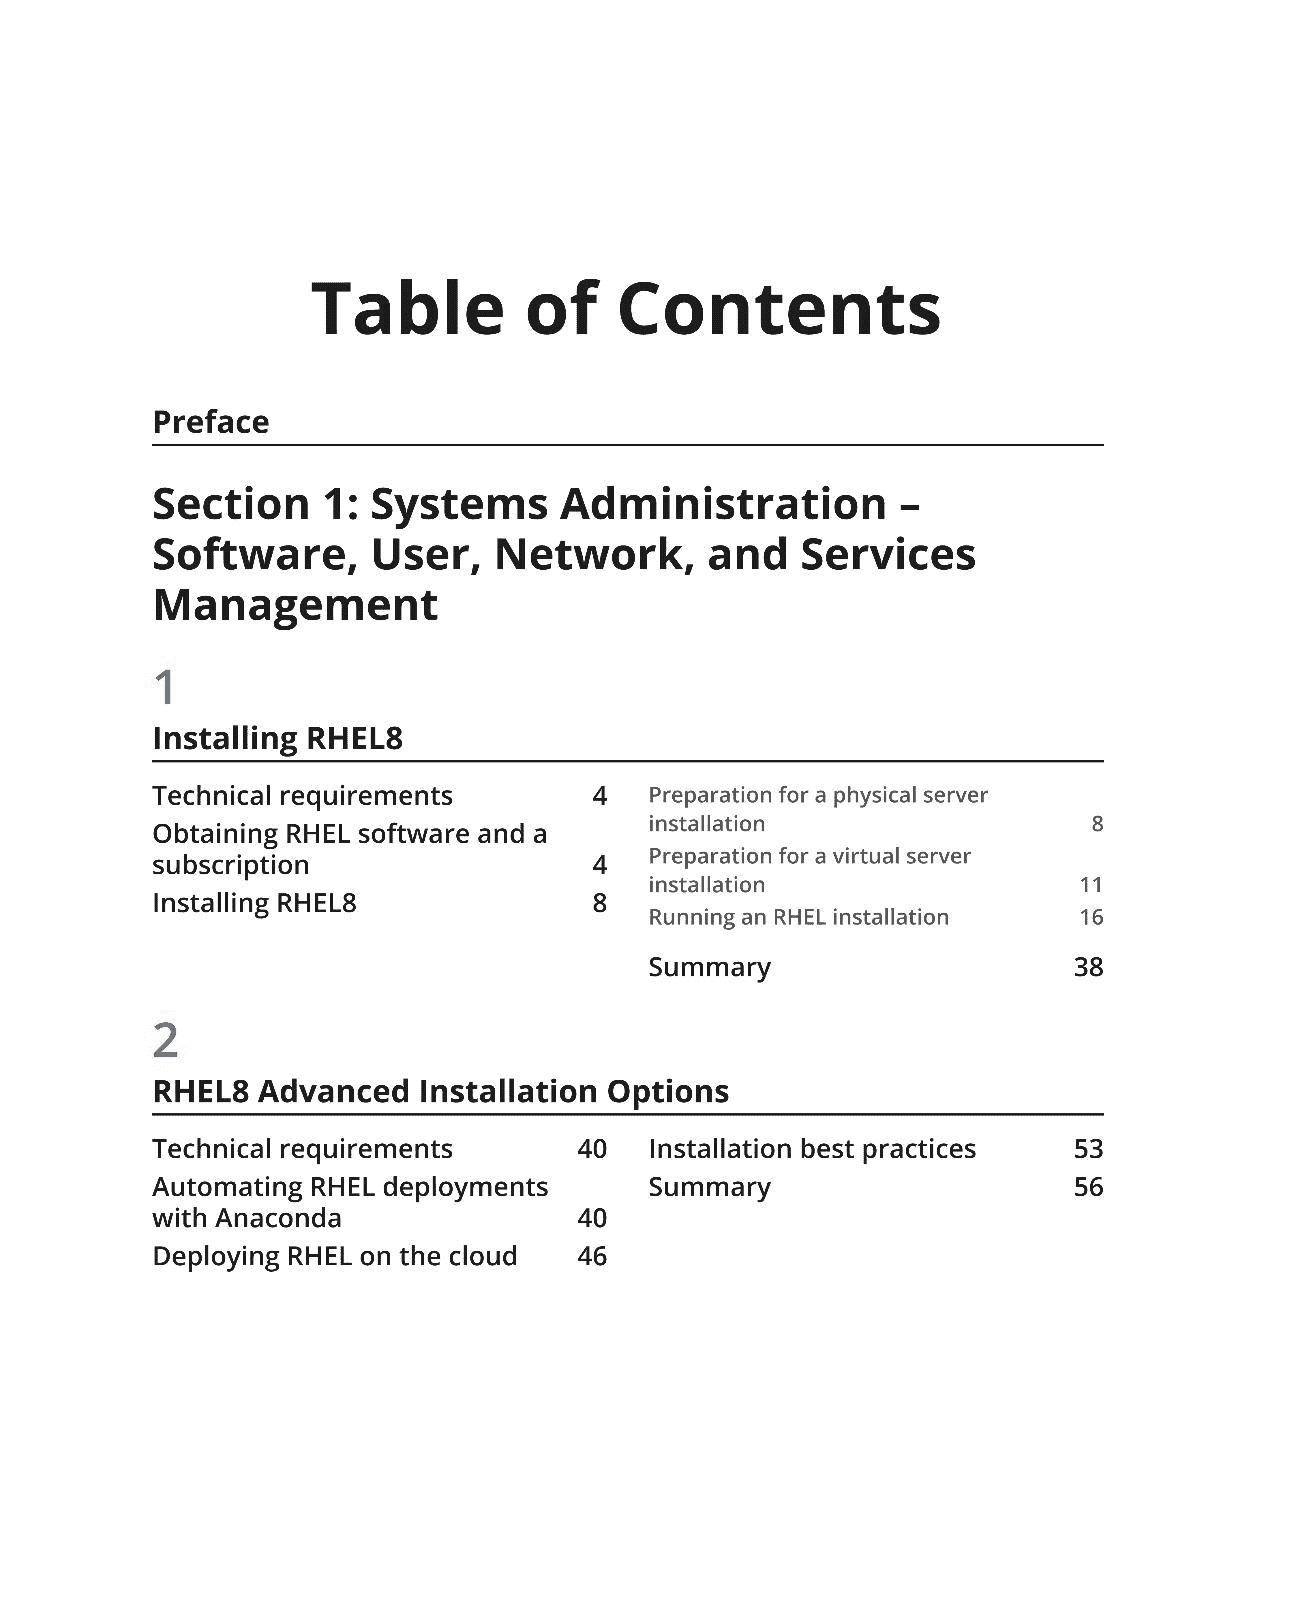 Table of Contents
Preface
Section 1: Systems Administration –
Software, User, Network, and Services
Management
1
Installing RHEL8
Technical requirements 4
Obtaining RHEL software and a
subscription 4
Installing RHEL8 8
Preparation for a physical server
installation 8
Preparation for a virtual server
installation 11
Running an RHEL installation 16
Summary 38
2
RHEL8 Advanced Installation Options
Technical requirements 40
Automating RHEL deployments
with Anaconda 40
Deploying RHEL on the cloud 46
Installation best practices 53
Summary 56